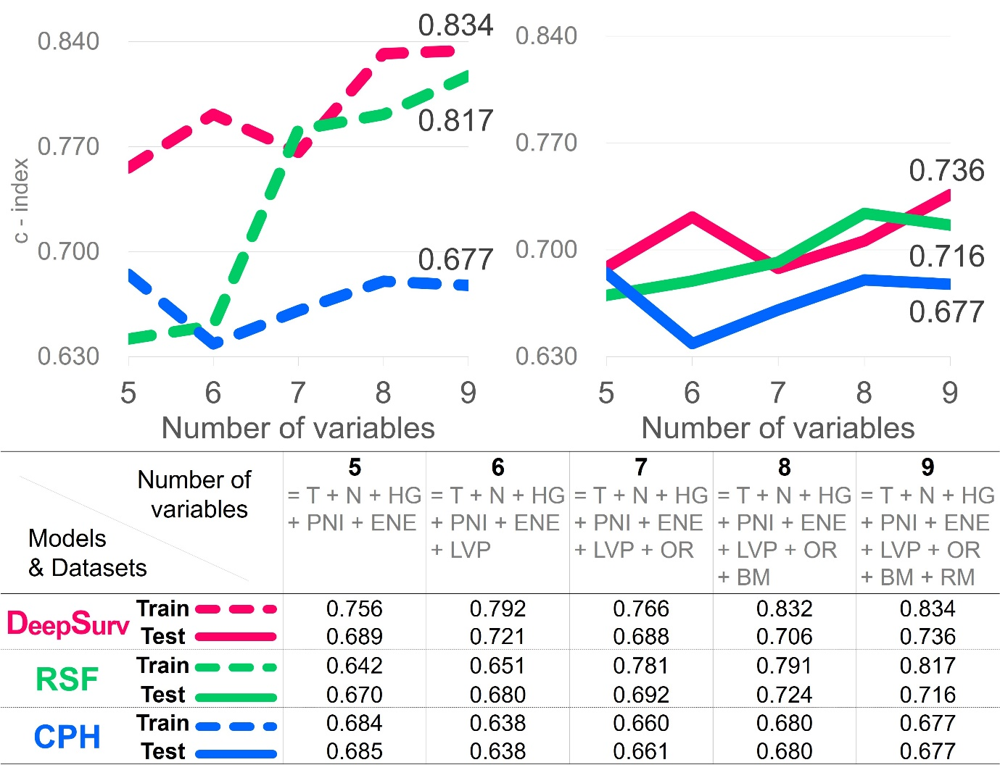 0.840
0.770
0.700
0.630
c - index
0.834
0.817
0.677
5 6 7 8 9
Number of variables
0.840
0.770
0.700
0.630
0.736
0.716
0.677
5 6 7 8 9
Number of variables
Number of
variables
Models
& Datasets
5
= T + N + HG
+ PNI + ENE
6
= T + N + HG
+ PNI + ENE
+ LVP
7
= T + N + HG
+ PNI + ENE
+ LVP + OR
8
= T + N + HG
+ PNI + ENE
+ LVP + OR
+ BM
9
= T + N + HG
+ PNI + ENE
+ LVP + OR
+ BM + RM
DeepSurv
Train 0.756 0.792 0.766 0.832 0.834
Test 0.689 0.721 0.688 0.706 0.736
RSF
Train 0.642 0.651 0.781 0.791 0.817
Test 0.670 0.680 0.692 0.724 0.716
CPH
Train 0.684 0.638 0.660 0.680 0.677
Test 0.685 0.638 0.661 0.680 0.677